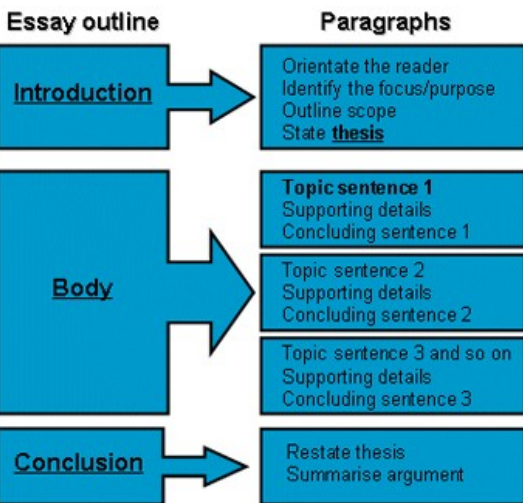 Essay outline
Paragraphs
Introduction
Orientate the reader
Identify the focus/purpose
Outline scope
State thesis
Body
Topic sentence 1
Supporting details
Concluding sentence 1
Topic sentence 2
Supporting details
Concluding sentence 2
Topic sentence 3 and so on
Supporting details
Concluding sentence 3
Conclusion
Restate thesis
Summarise argument